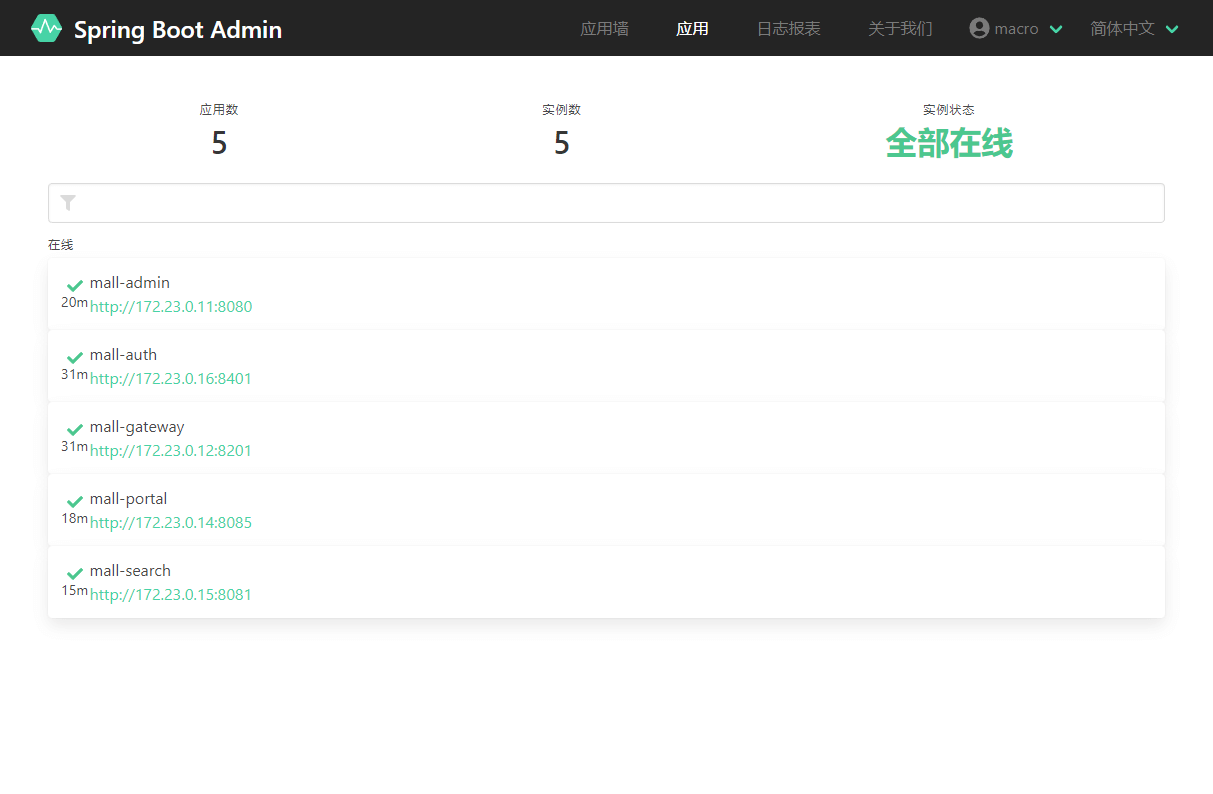 Spring Boot Admin
应用墙 应用 日志报表 关于我们 macro 简体中文
应用数 实例数 实例状态
5 5 全部在线
在线
mall-admin
20m http://172.23.0.11:8080
mall-auth
31m http://172.23.0.16:8401
mall-gateway
31m http://172.23.0.12:8201
mall-portal
18m http://172.23.0.14:8085
mall-search
15m http://172.23.0.15:8081